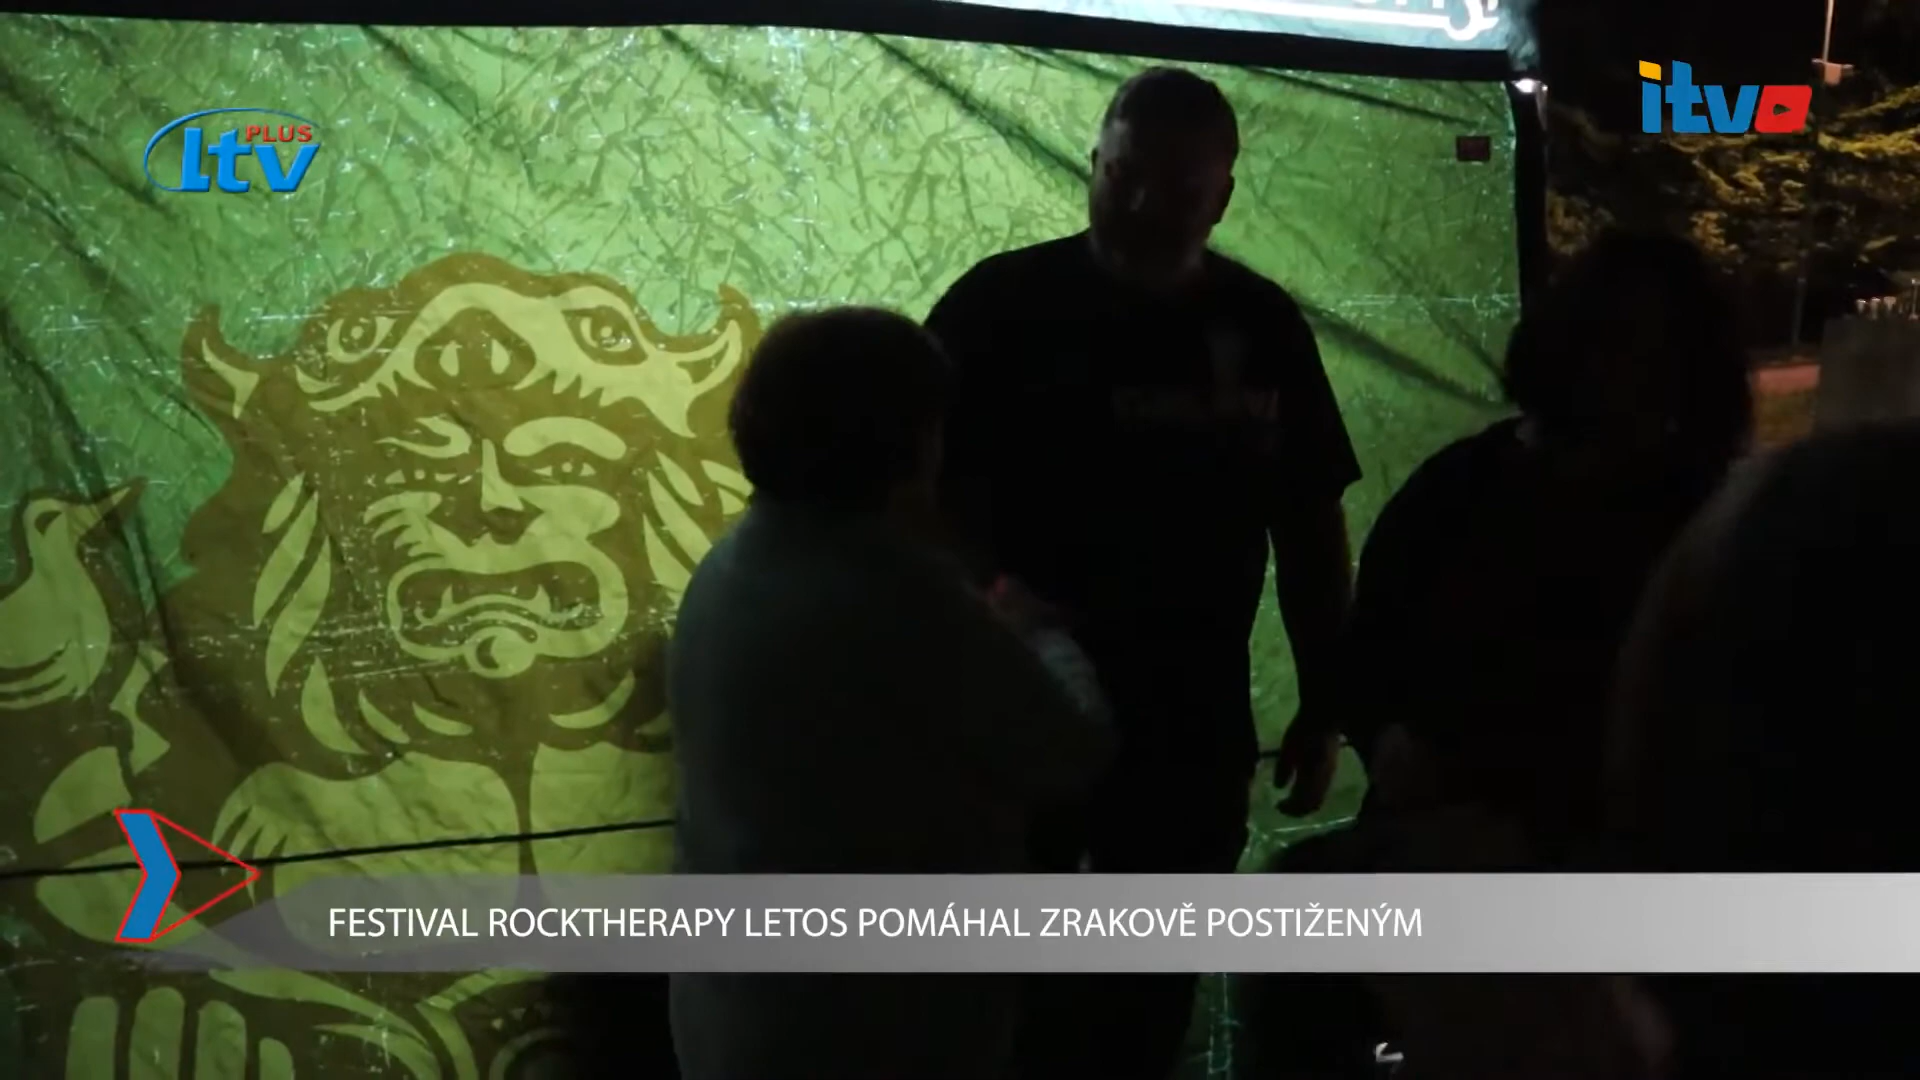 ltv PLUS
itv
FESTIVAL ROCKTHERAPY LETOS POMÁHAL ZRAKOVĚ POSTIŽENÝM